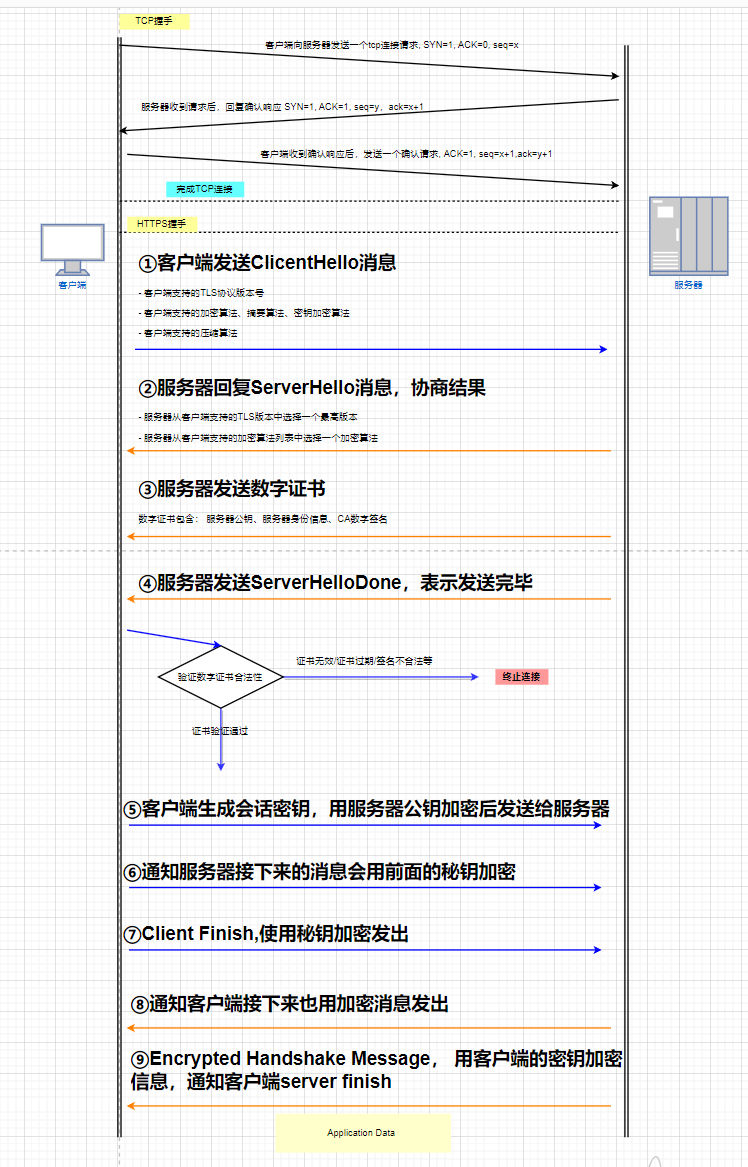 TCP握手
客户端向服务器发送一个tcp连接请求, SYN=1, ACK=0, seq=x
服务器收到请求后，回复确认响应 SYN=1, ACK=1, seq=y，ack=x+1
客户端收到确认响应后，发送一个确认请求, ACK=1, seq=x+1,ack=y+1
完成TCP连接
HTTPS握手
客户端
服务器
①客户端发送ClicentHello消息
- 客户端支持的TLS协议版本号
- 客户端支持的加密算法、摘要算法、密钥加密算法
- 客户端支持的压缩算法
②服务器回复ServerHello消息，协商结果
- 服务器从客户端支持的TLS版本中选择一个最高版本
- 服务器从客户端支持的加密算法列表中选择一个加密算法
③服务器发送数字证书
数字证书包含： 服务器公钥、服务器身份信息、CA数字签名
④服务器发送ServerHelloDone，表示发送完毕
证书无效/证书过期/签名不合法等
验证数字证书合法性
终止连接
证书验证通过
⑤客户端生成会话密钥，用服务器公钥加密后发送给服务器
⑥通知服务器接下来的消息会用前面的秘钥加密
⑦Client Finish,使用秘钥加密发出
⑧通知客户端接下来也用加密消息发出
⑨Encrypted Handshake Message， 用客户端的密钥加密
信息，通知客户端server finish
Application Data